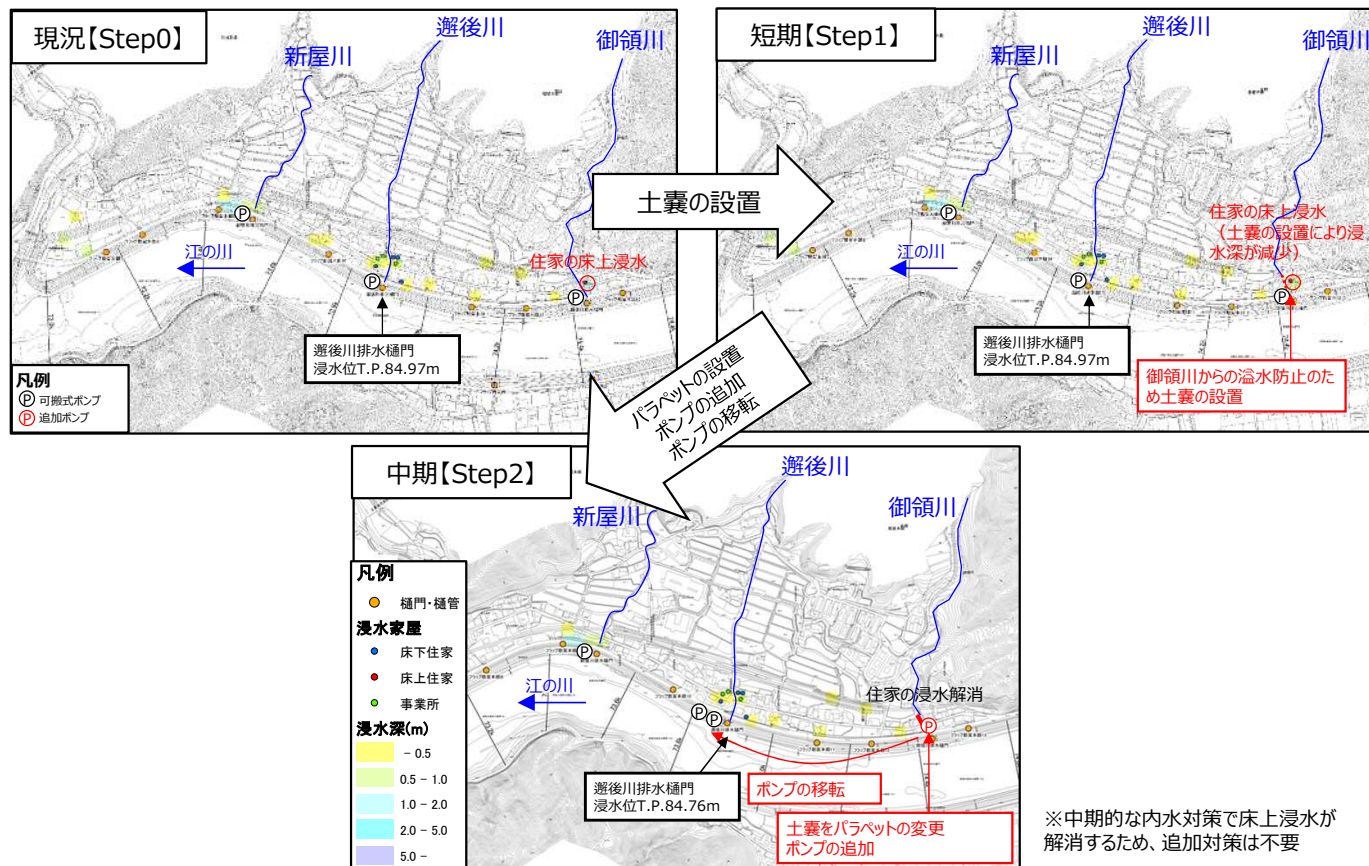 現況【Step0】
新屋川
邂後川
御領川
江の川
住家の床上浸水
邂後川排水樋門
浸水位T.P.84.97m
凡例
Ⓟ 可搬式ポンプ
Ⓟ 追加ポンプ
土嚢の設置
短期【Step1】
新屋川
邂後川
御領川
江の川
住家の床上浸水
(土嚢の設置により浸
水深が減少)
邂後川排水樋門
浸水位T.P.84.97m
御領川からの溢水防止のた
め土嚢の設置
パラペットの設置
ポンプの追加
ポンプの移転
中期【Step2】
新屋川
邂後川
御領川
江の川
住家の浸水解消
凡例
樋門・樋管
浸水家屋
床下住家
床上住家
事業所
浸水深(m)
- 0.5
0.5 - 1.0
1.0 - 2.0
2.0 - 5.0
5.0 -
邂後川排水樋門
浸水位T.P.84.76m
ポンプの移転
土嚢をパラペットの変更
ポンプの追加
※中期的な内水対策で床上浸水が
解消するため、追加対策は不要